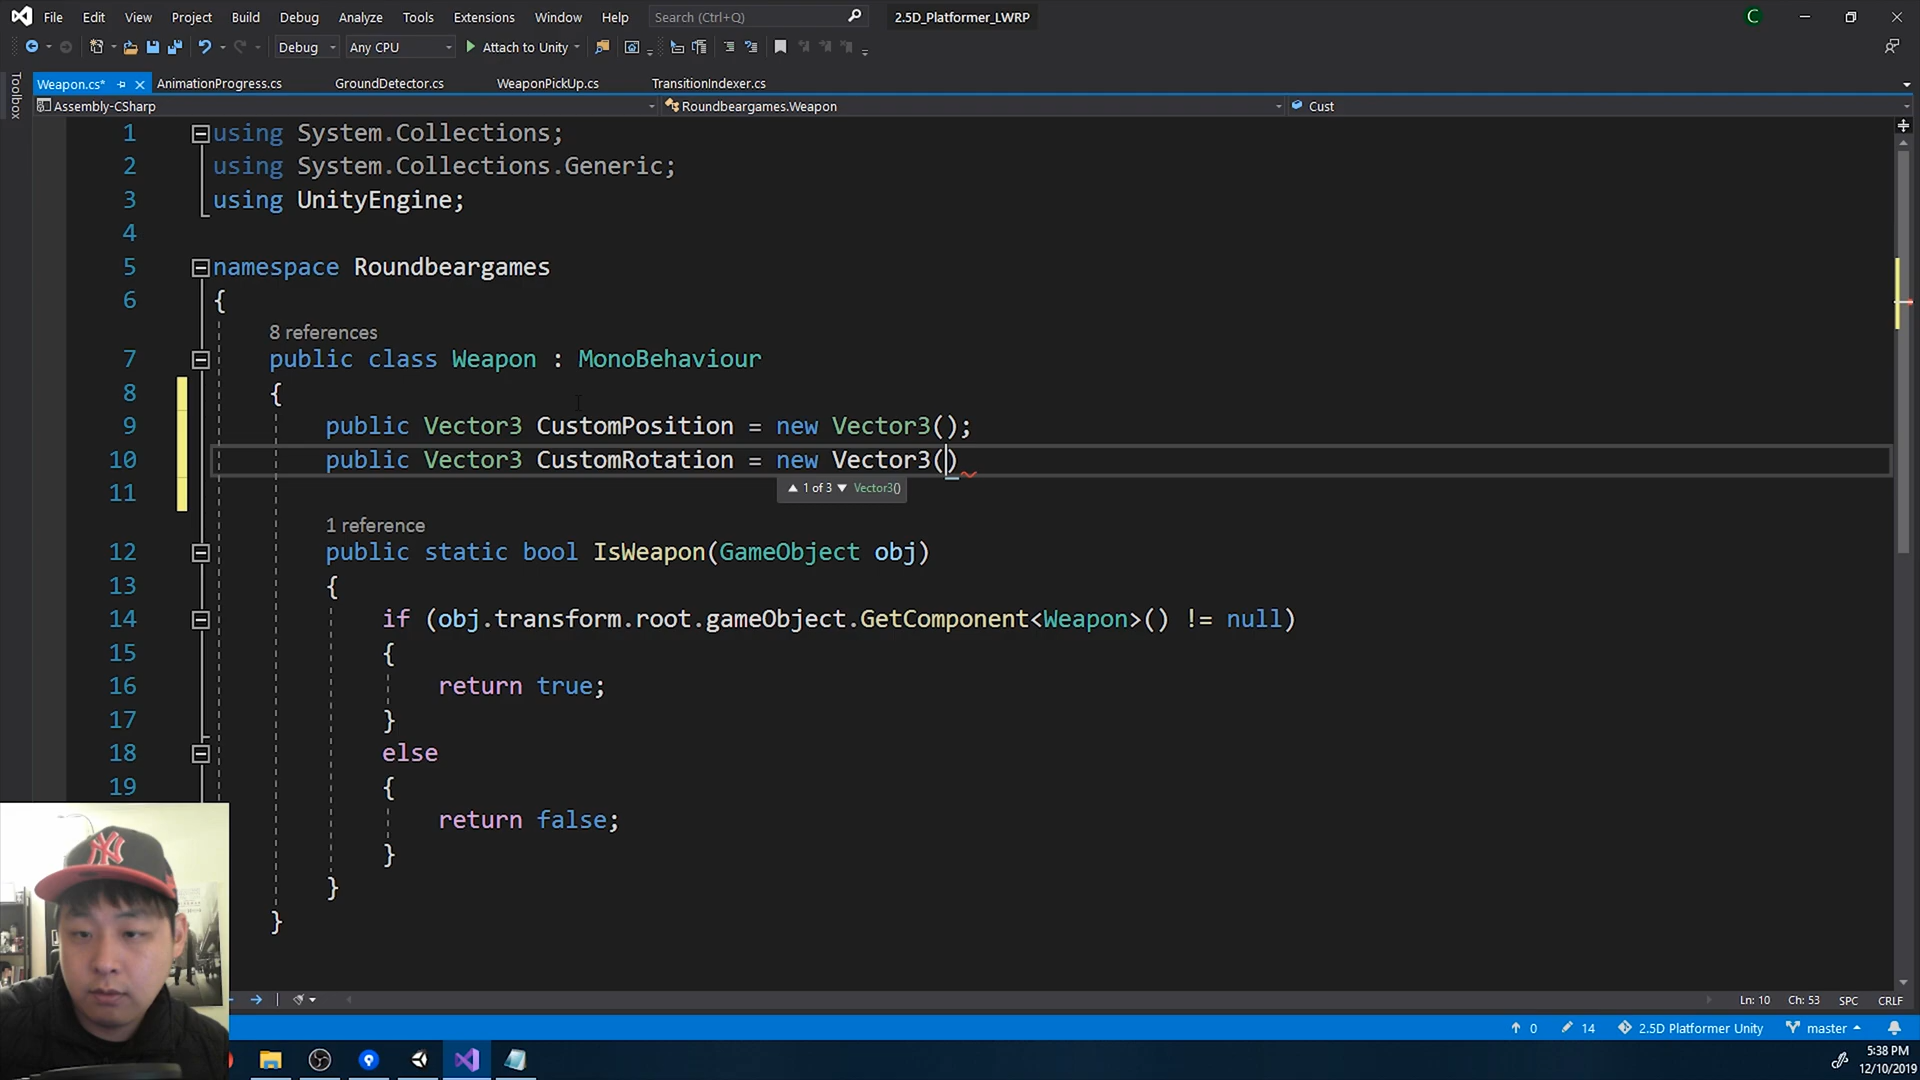 File Edit View Project Build Debug Analyze Tools Extensions Window Help Search (Ctrl+Q) 2.5D_Platformer_LWRP C
Debug Any CPU Attach to Unity
Toolbox
Weapon.cs* AnimationProgress.cs GroundDetector.cs WeaponPickUp.cs TransitionIndexer.cs
Assembly-CSharp Roundbeargames.Weapon Cust
1 using System.Collections;
2 using System.Collections.Generic;
3 using UnityEngine;
4
5 namespace Roundbeargames
6 {
8 references
7 public class Weapon : MonoBehaviour
8 {
9 public Vector3 CustomPosition = new Vector3();
10 public Vector3 CustomRotation = new Vector3()
▲ 1 of 3 ▼ Vector3()
11
1 reference
12 public static bool IsWeapon(GameObject obj)
13 {
14 if (obj.transform.root.gameObject.GetComponent<Weapon>() != null)
15 {
16 return true;
17 }
18 else
19 {
return false;
}
}
}
Ln: 10 Ch: 53 SPC CRLF
0 14 2.5D Platformer Unity master
5:38 PM
12/10/2019